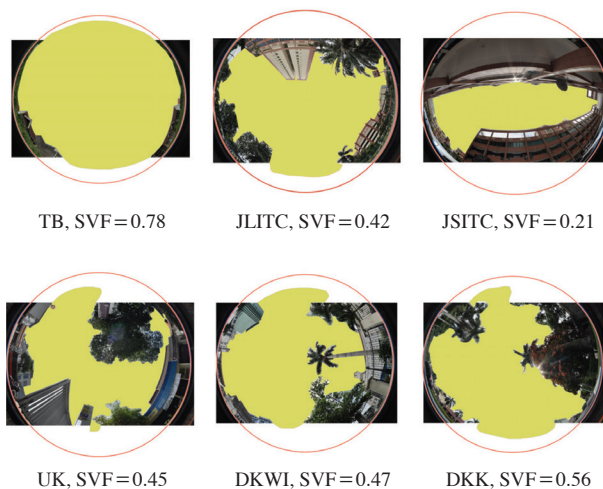 TB, SVF=0.78
JLITC, SVF=0.42
JSITC, SVF=0.21
UK, SVF=0.45
DKWI, SVF=0.47
DKK, SVF=0.56